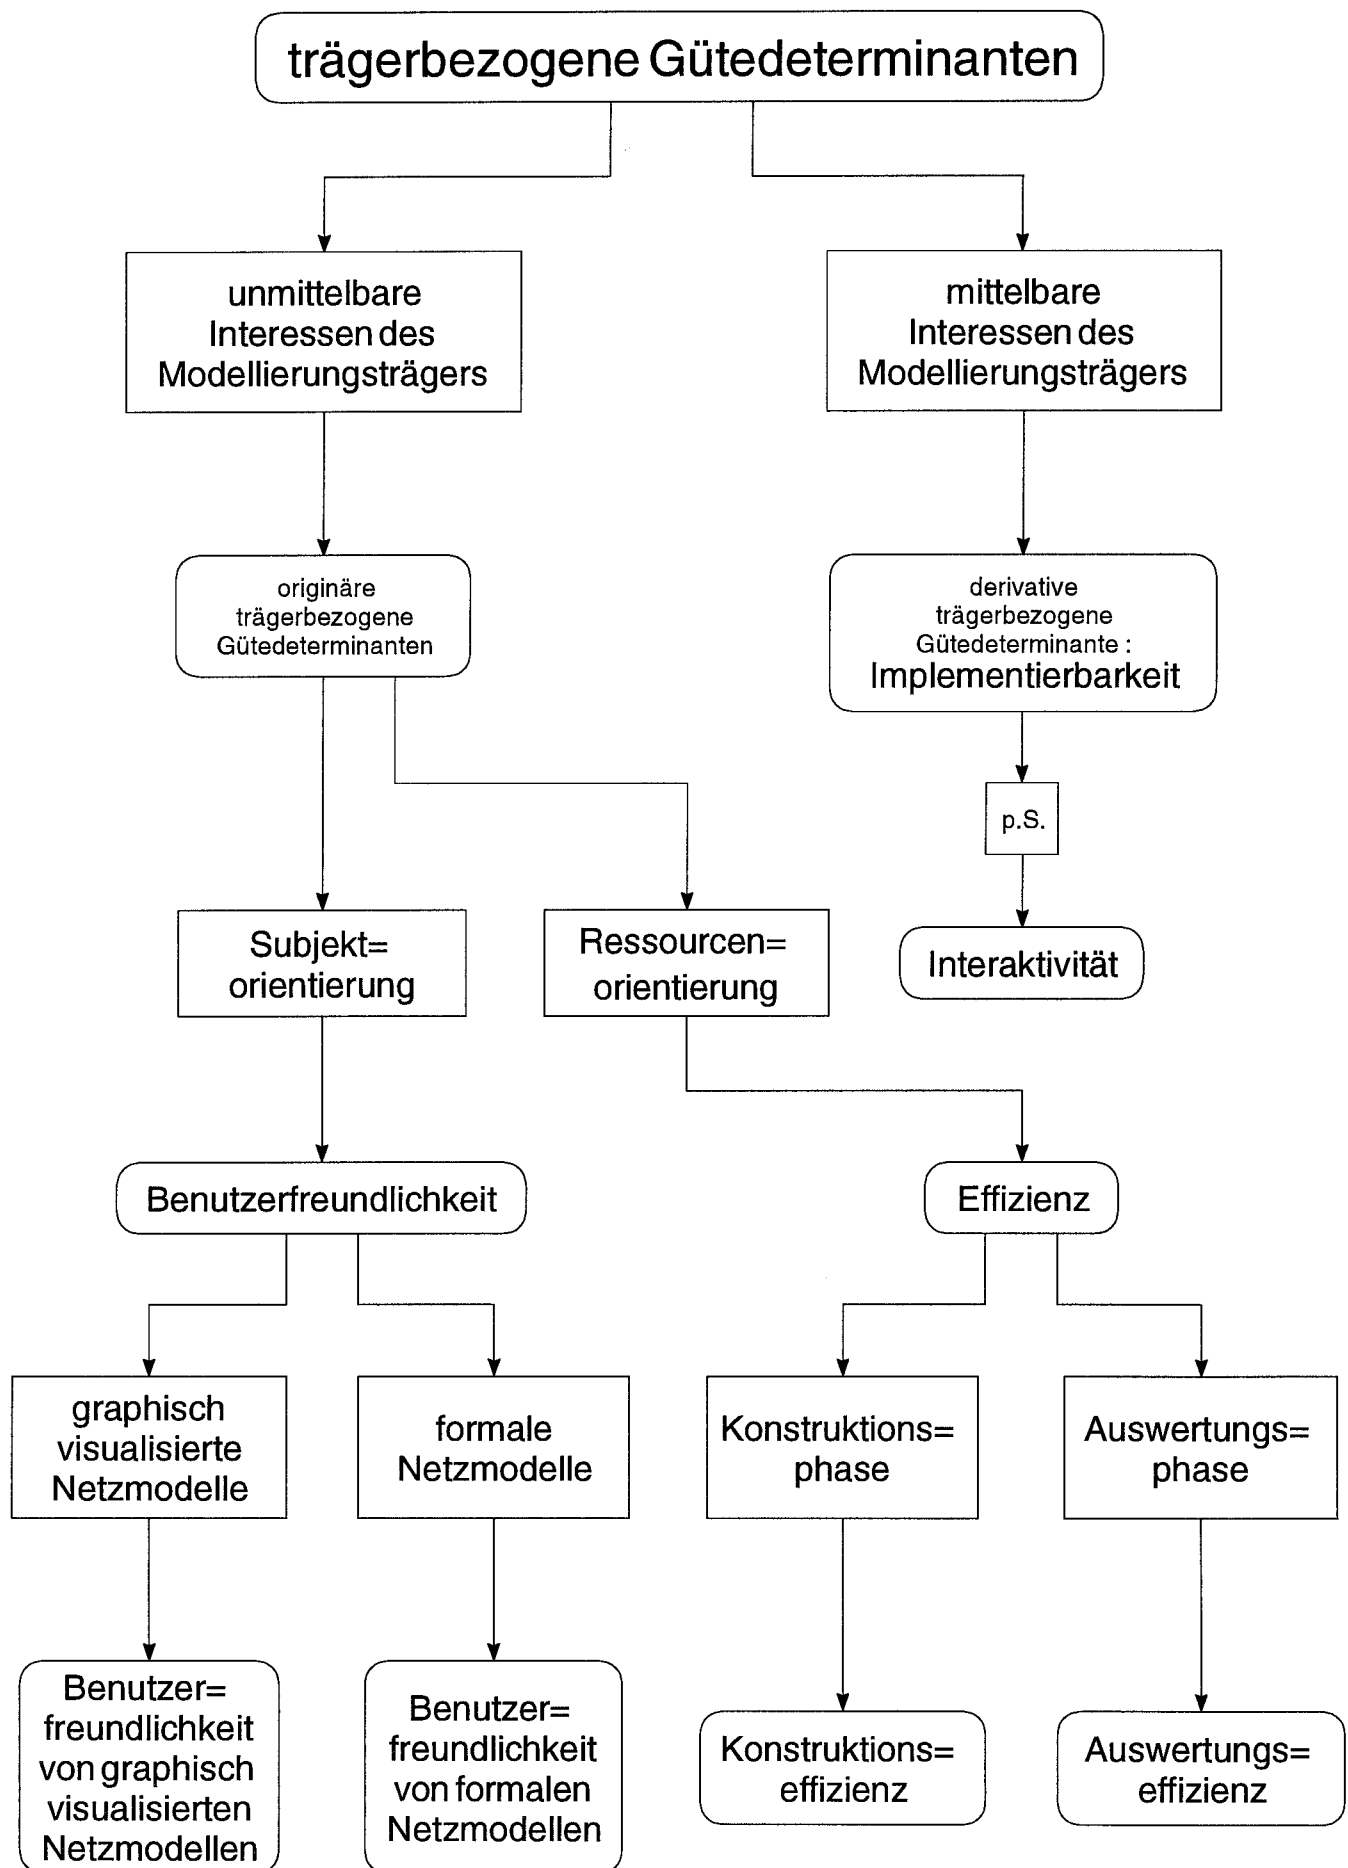 trägerbezogene Gütedeterminanten
unmittelbare
Interessen des
Modellierungsträgers
mittelbare
Interessen des
Modellierungsträgers
originäre
trägerbezogene
Gütedeterminanten
derivative
trägerbezogene
Gütedeterminante :
Implementierbarkeit
p.S.
Subjekt=
orientierung
Ressourcen=
orientierung
Interaktivität
Benutzerfreundlichkeit
Effizienz
graphisch
visualisierte
Netzmodelle
formale
Netzmodelle
Konstruktions=
phase
Auswertungs=
phase
Benutzer=
freundlichkeit
von graphisch
visualisierten
Netzmodellen
Benutzer=
freundlichkeit
von formalen
Netzmodellen
Konstruktions=
effizienz
Auswertungs=
effizienz